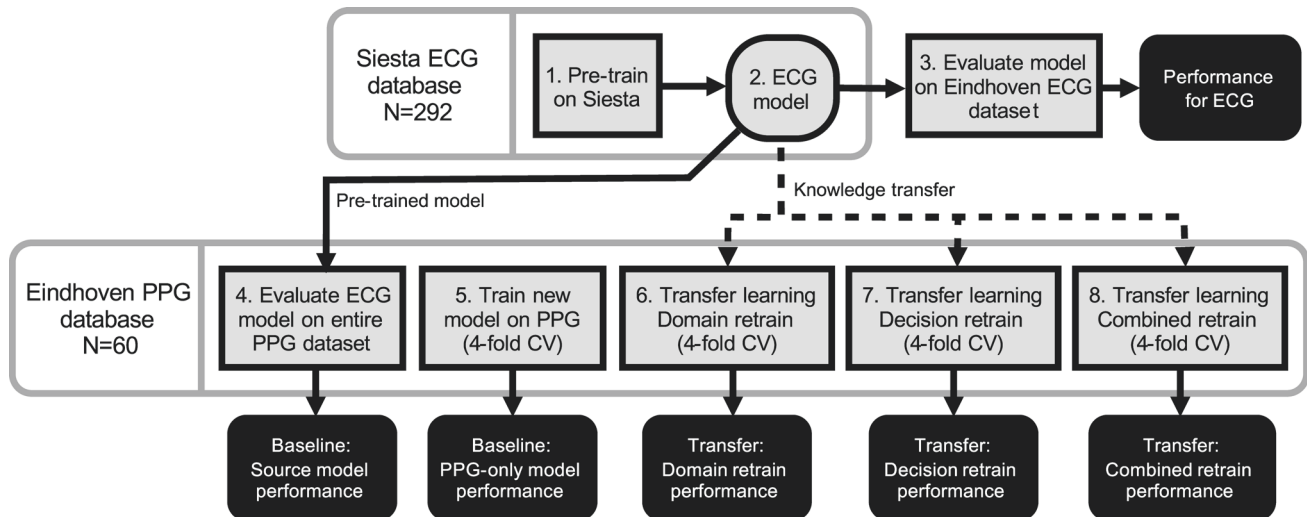 Siesta ECG
database
N=292
1. Pre-train
on Siesta
2. ECG
model
3. Evaluate model
on Eindhoven ECG
dataset
Performance
for ECG
Pre-trained model
Knowledge transfer
Eindhoven PPG
database
N=60
4. Evaluate ECG
model on entire
PPG dataset
5. Train new
model on PPG
(4-fold CV)
6. Transfer learning
Domain retrain
(4-fold CV)
7. Transfer learning
Decision retrain
(4-fold CV)
8. Transfer learning
Combined retrain
(4-fold CV)
Baseline:
Source model
performance
Baseline:
PPG-only model
performance
Transfer:
Domain retrain
performance
Transfer:
Decision retrain
performance
Transfer:
Combined retrain
performance